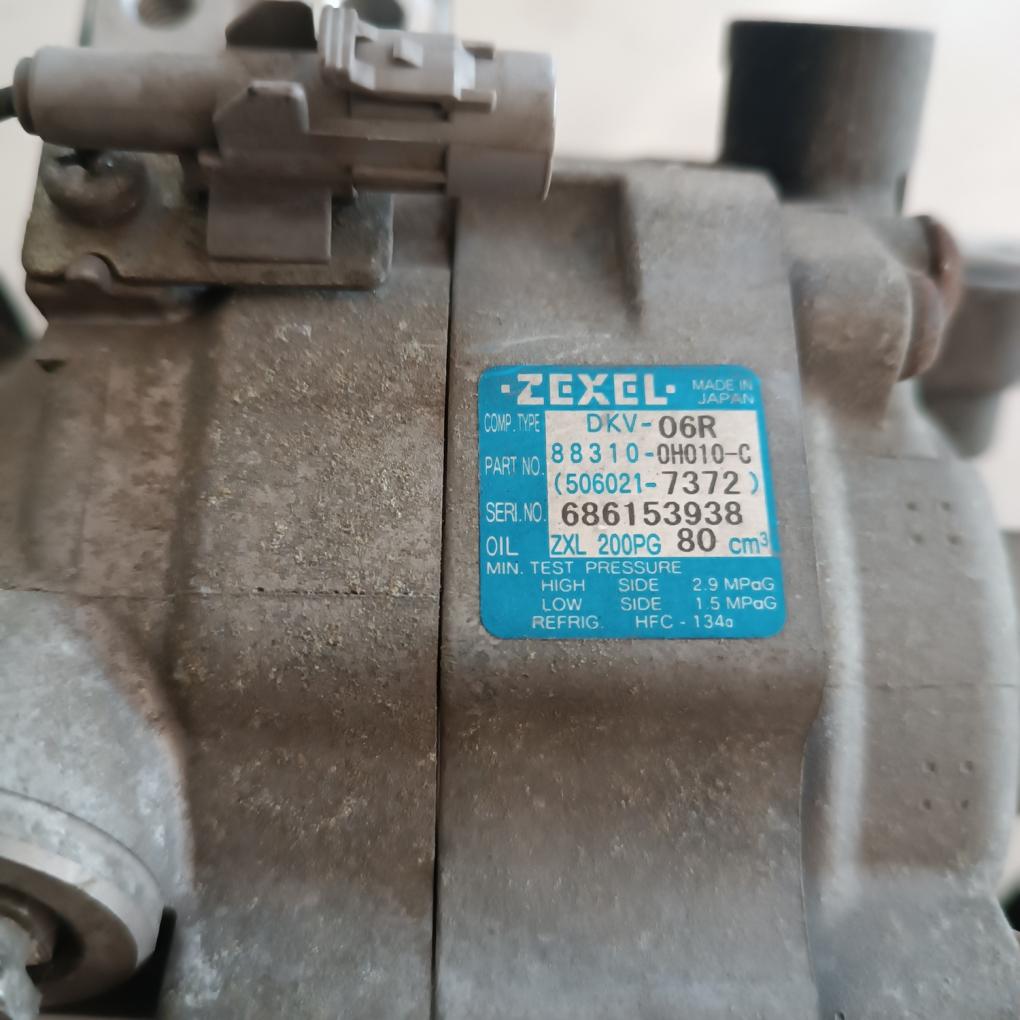 ·ZEXEL· MADE IN JAPAN
COMP. TYPE DKV-06R
PART NO. 88310-0H010-C
(506021-7372)
SERI. NO. 686153938
OIL ZXL 200PG 80 cm³
MIN. TEST PRESSURE
HIGH SIDE 2.9 MPaG
LOW SIDE 1.5 MPaG
REFRIG. HFC-134a